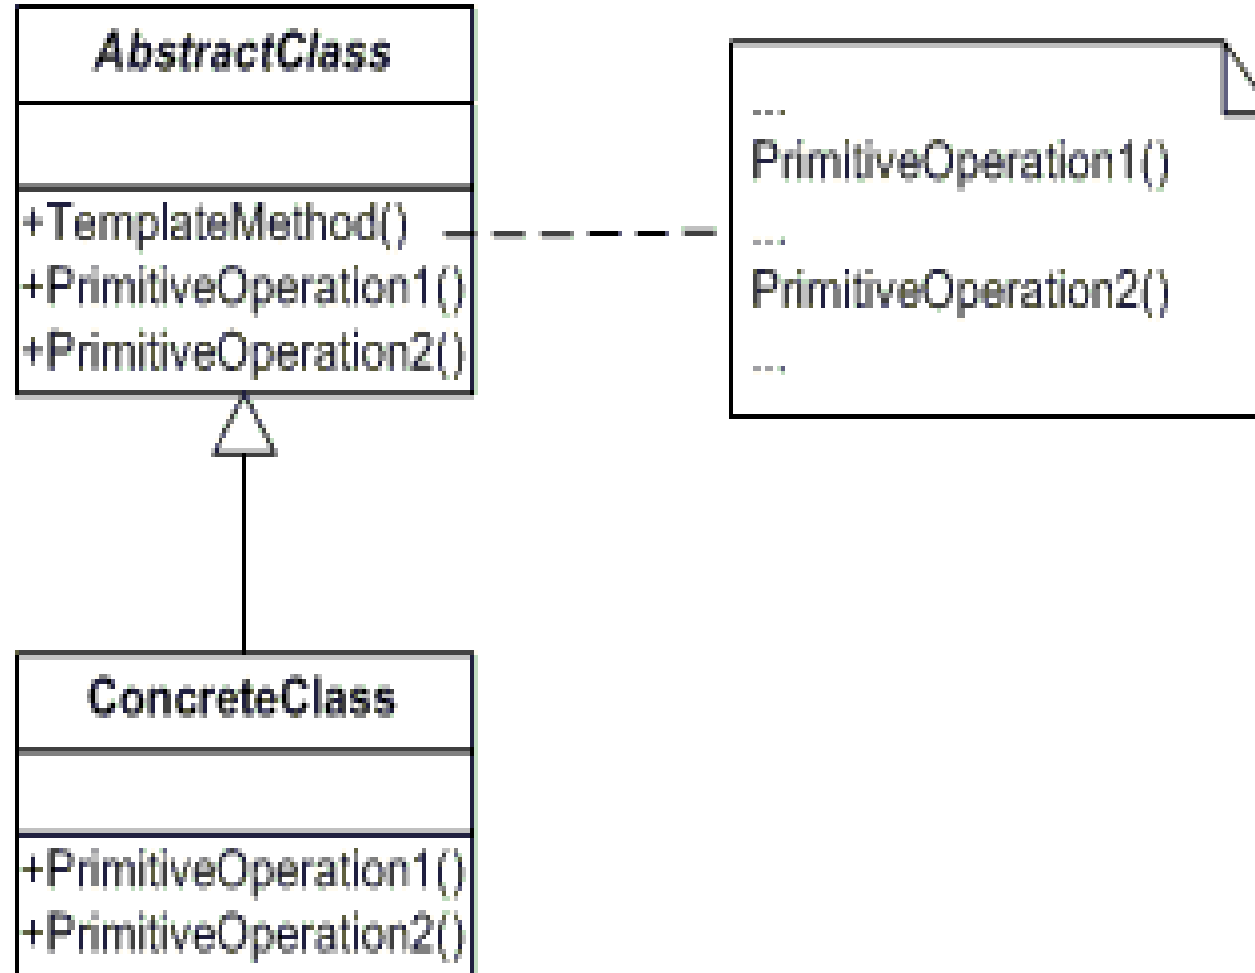 AbstractClass
+TemplateMethod()
+PrimitiveOperation1()
+PrimitiveOperation2()
...
PrimitiveOperation1()
...
PrimitiveOperation2()
...
ConcreteClass
+PrimitiveOperation1()
+PrimitiveOperation2()